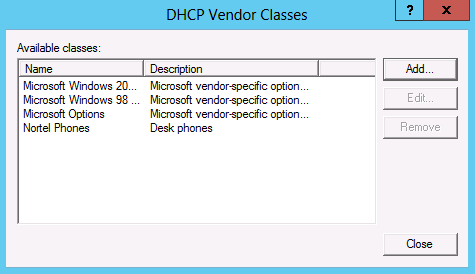 DHCP Vendor Classes
? x
Available classes:
Name Description
Microsoft Windows 20... Microsoft vendor-specific option...
Microsoft Windows 98 ... Microsoft vendor-specific option...
Microsoft Options Microsoft vendor-specific option...
Nortel Phones Desk phones
Add...
Edit...
Remove
Close